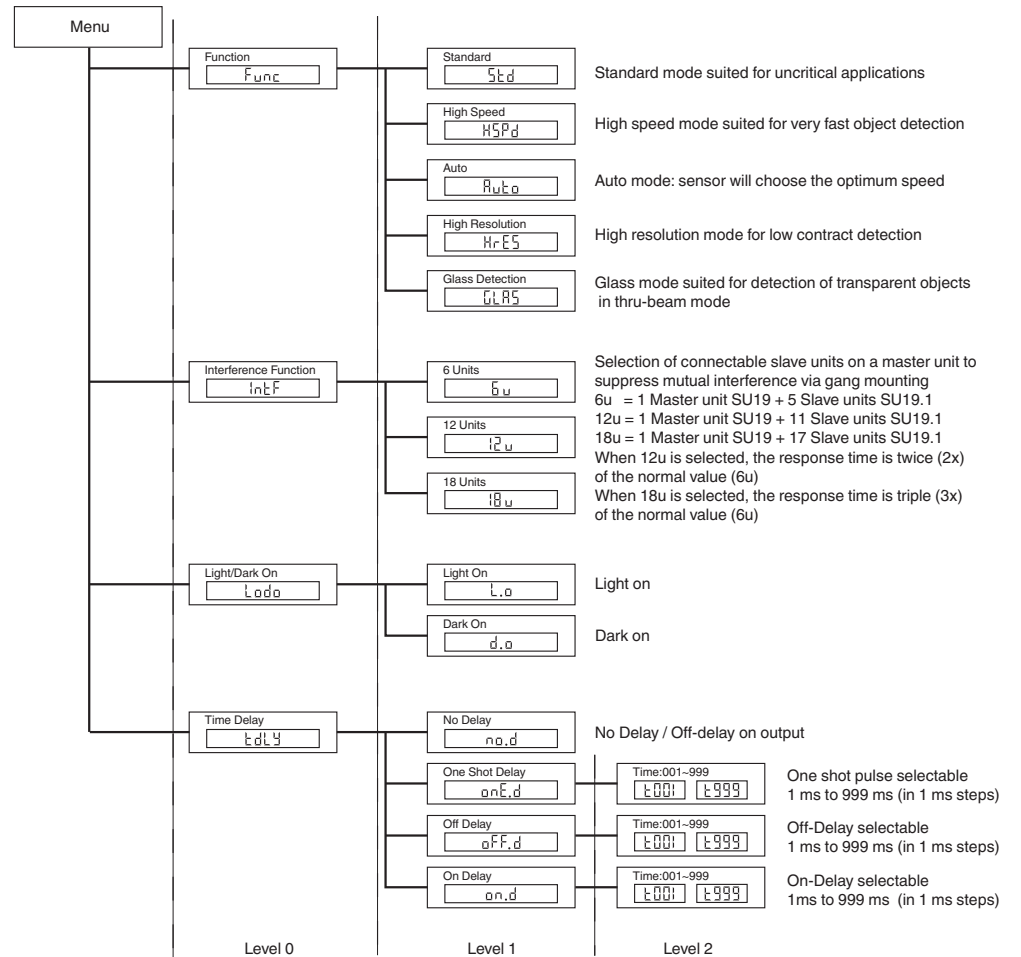 Menu
Function
Func
Standard
Std
Standard mode suited for uncritical applications
High Speed
HSPd
High speed mode suited for very fast object detection
Auto
Auto
Auto mode: sensor will choose the optimum speed
High Resolution
HrES
High resolution mode for low contract detection
Glass Detection
GLAS
Glass mode suited for detection of transparent objects
in thru-beam mode
Interference Function
IntF
6 Units
6u
12 Units
12u
18 Units
18u
Selection of connectable slave units on a master unit to
suppress mutual interference via gang mounting
6u = 1 Master unit SU19 + 5 Slave units SU19.1
12u = 1 Master unit SU19 + 11 Slave units SU19.1
18u = 1 Master unit SU19 + 17 Slave units SU19.1
When 12u is selected, the response time is twice (2x)
of the normal value (6u)
When 18u is selected, the response time is triple (3x)
of the normal value (6u)
Light/Dark On
Lodo
Light On
L.o
Light on
Dark On
d.o
Dark on
Time Delay
tdLY
No Delay
no.d
No Delay / Off-delay on output
One Shot Delay
onE.d
Time:001~999
t001 t999
One shot pulse selectable
1 ms to 999 ms (in 1 ms steps)
Off Delay
oFF.d
Time:001~999
t001 t999
Off-Delay selectable
1 ms to 999 ms (in 1 ms steps)
On Delay
on.d
Time:001~999
t001 t999
On-Delay selectable
1ms to 999 ms (in 1 ms steps)
Level 0
Level 1
Level 2